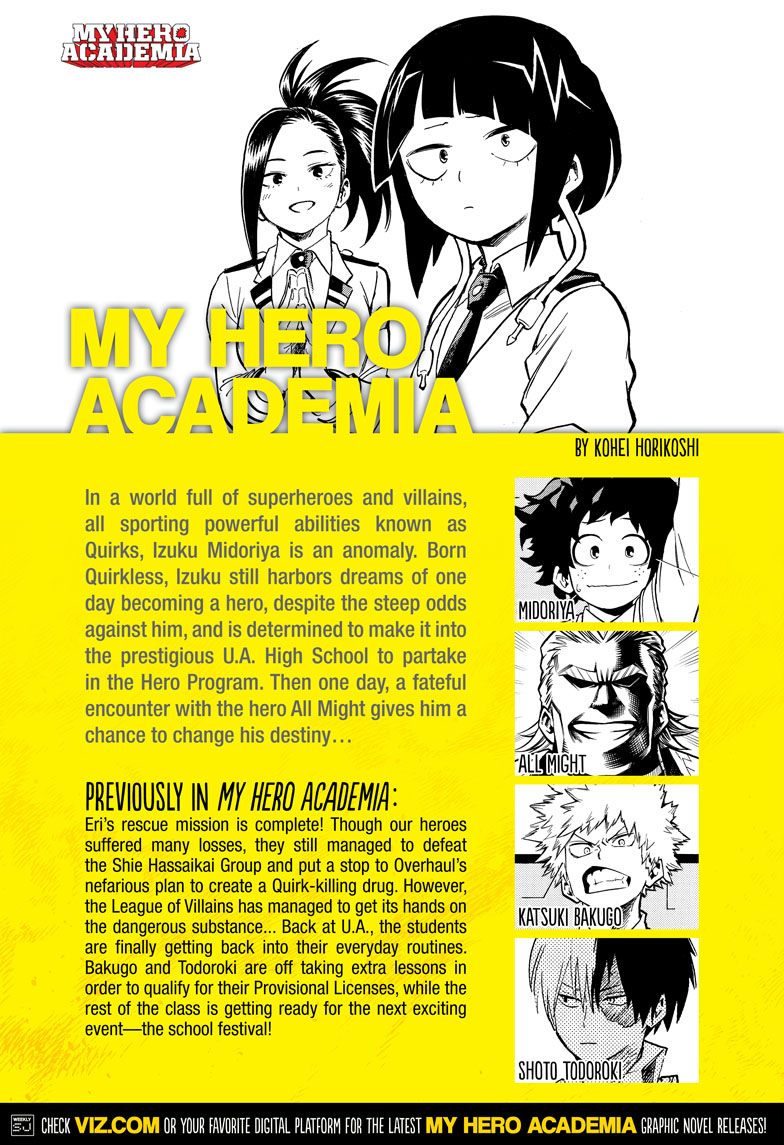 MY HERO
ACADEMIA
MY HERO
ACADEMIA
BY KOHEI HORIKOSHI
In a world full of superheroes and villains,
all sporting powerful abilities known as
Quirks, Izuku Midoriya is an anomaly. Born
Quirkless, Izuku still harbors dreams of one
day becoming a hero, despite the steep odds
against him, and is determined to make it into
the prestigious U.A. High School to partake
in the Hero Program. Then one day, a fateful
encounter with the hero All Might gives him a
chance to change his destiny...
PREVIOUSLY IN MY HERO ACADEMIA:
Eri's rescue mission is complete! Though our heroes
suffered many losses, they still managed to defeat
the Shie Hassaikai Group and put a stop to Overhaul's
nefarious plan to create a Quirk-killing drug. However,
the League of Villains has managed to get its hands on
the dangerous substance... Back at U.A., the students
are finally getting back into their everyday routines.
Bakugo and Todoroki are off taking extra lessons in
order to qualify for their Provisional Licenses, while the
rest of the class is getting ready for the next exciting
event—the school festival!
MIDORIYA
ALL MIGHT
KATSUKI BAKUGO
SHOTO TODOROKI
WEEKLY
SJ
CHECK VIZ.COM OR YOUR FAVORITE DIGITAL PLATFORM FOR THE LATEST MY HERO ACADEMIA GRAPHIC NOVEL RELEASES!